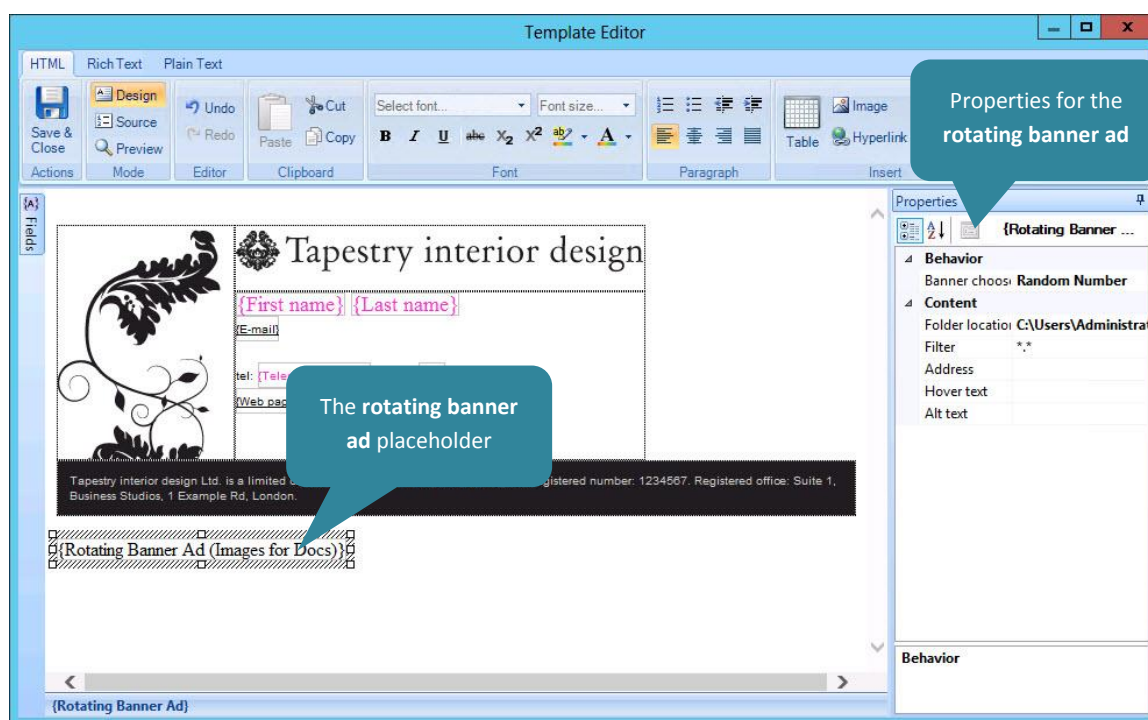 Template Editor
HTML Rich Text Plain Text
Save & Close
Design
Source
Preview
Undo
Redo
Paste
Cut
Copy
Select font... Font size...
B I U abc X₂ X² ab A
Table
Image
Hyperlink
Actions Mode Editor Clipboard Font Paragraph Insert
Properties for the
rotating banner ad
{A} Fields
Tapestry interior design
{First name} {Last name}
{E-mail}
tel: {Tele
{Web pag
The rotating banner
ad placeholder
Tapestry interior design Ltd. is a limited gistered number: 1234567. Registered office: Suite 1,
Business Studios, 1 Example Rd, London.
{Rotating Banner Ad (Images for Docs)}
{Rotating Banner Ad}
Properties
{Rotating Banner ...
Behavior
Banner choos Random Number
Content
Folder locatio C:\Users\Administra
Filter *.*
Address
Hover text
Alt text
Behavior